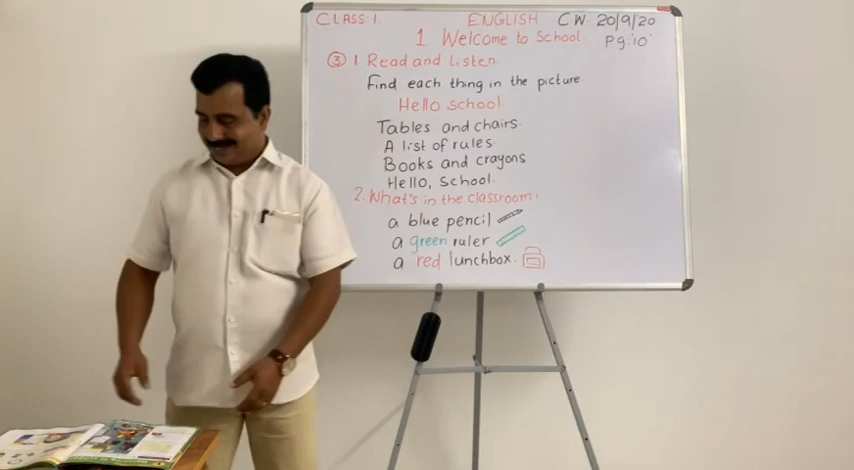 CLASS: 1. ENGLISH CW 20/9/20
1 Welcome to School. Pg:10
③ 1. Read and listen:
Find each thing in the picture.
Hello school
Tables and chairs.
A list of rules.
Books and crayons
Hello, School.
2. What's in the classroom:
a blue pencil
a green ruler
a red lunchbox.